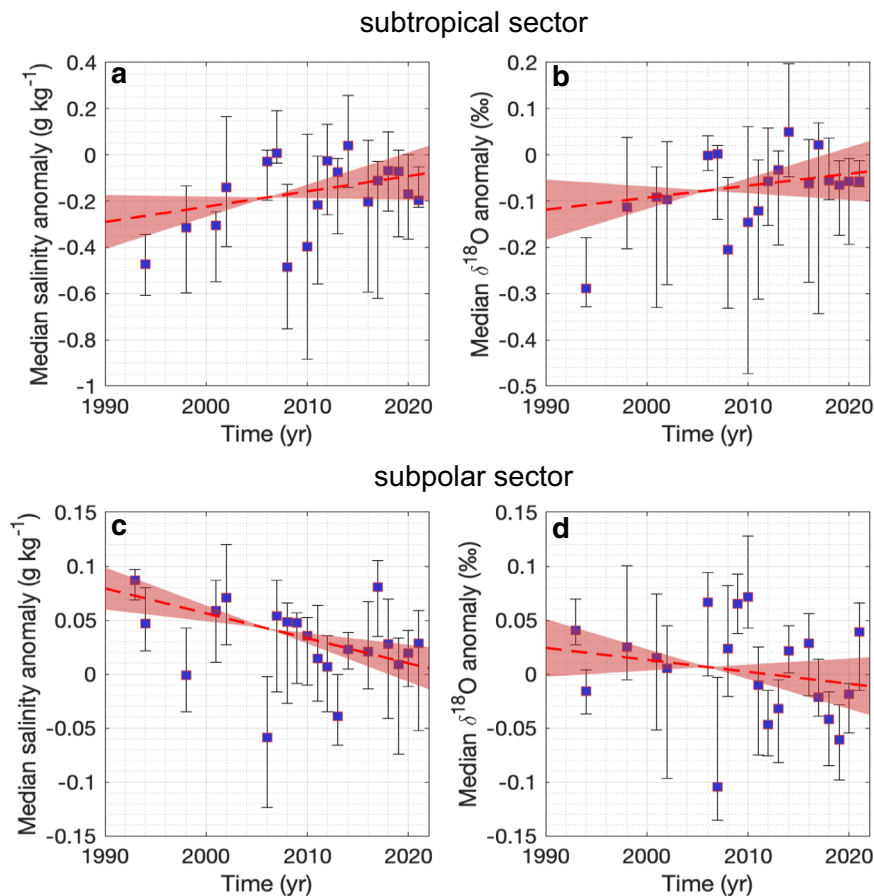 subtropical sector
a
Median salinity anomaly (g kg⁻¹)
0.4
0.2
0
-0.2
-0.4
-0.6
-0.8
-1
1990 2000 2010 2020
Time (yr)
b
Median δ¹⁸O anomaly (‰)
0.2
0.1
0
-0.1
-0.2
-0.3
-0.4
-0.5
1990 2000 2010 2020
Time (yr)
subpolar sector
c
Median salinity anomaly (g kg⁻¹)
0.15
0.1
0.05
0
-0.05
-0.1
-0.15
1990 2000 2010 2020
Time (yr)
d
Median δ¹⁸O anomaly (‰)
0.15
0.1
0.05
0
-0.05
-0.1
-0.15
1990 2000 2010 2020
Time (yr)